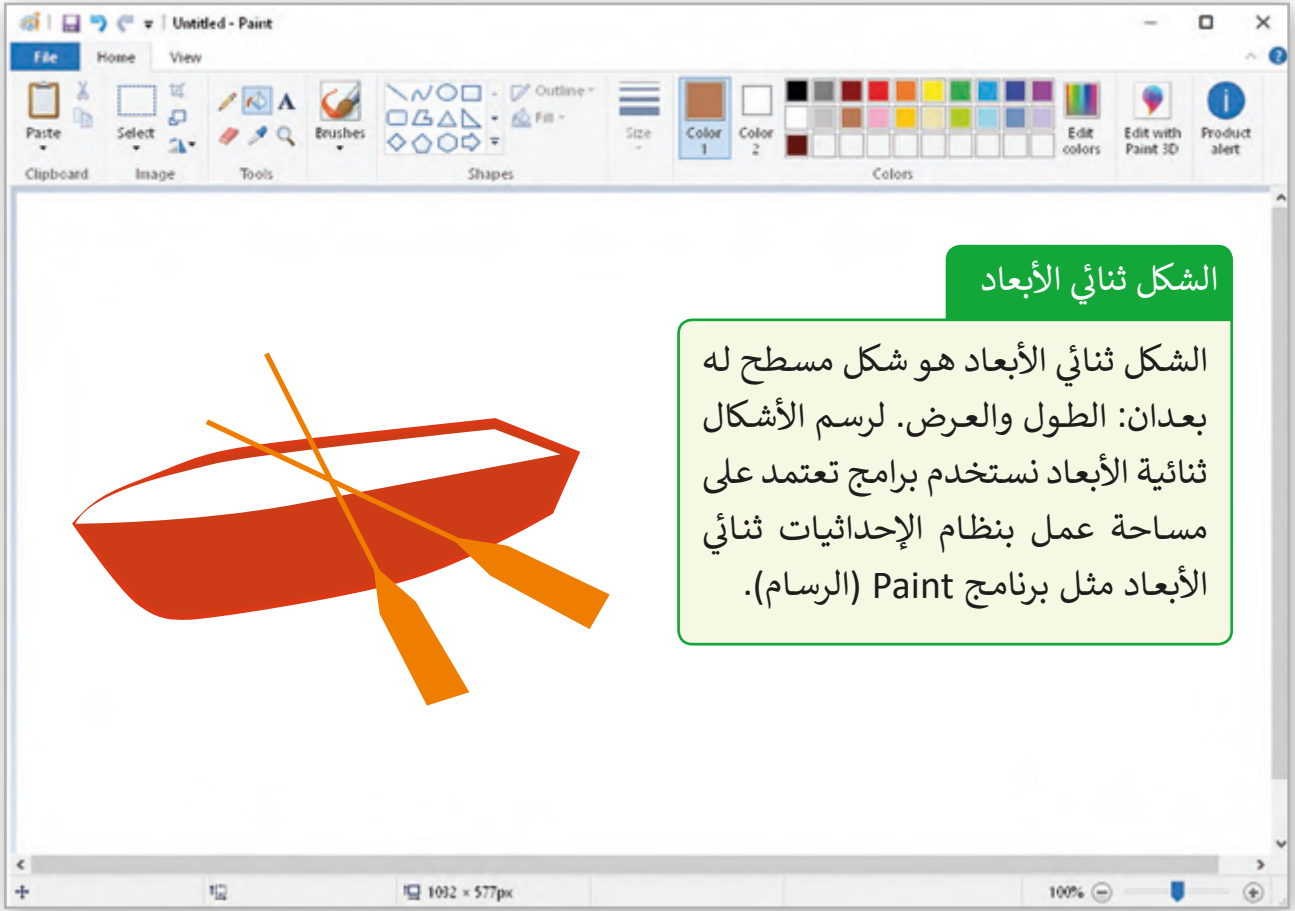 Untitled - Paint
File Home View
Paste
Select
Brushes
Outline
Fill
Size
Color 1
Color 2
Edit colors
Edit with Paint 3D
Product alert
Clipboard
Image
Tools
Shapes
Colors
الشكل ثنائي الأبعاد
الشكل ثنائي الأبعاد هو شكل مسطح له
بعدان: الطول والعرض. لرسم الأشكال
ثنائية الأبعاد نستخدم برامج تعتمد على
مساحة عمل بنظام الإحداثيات ثنائي
الأبعاد مثل برنامج Paint (الرسام).
1032 × 577px
100%